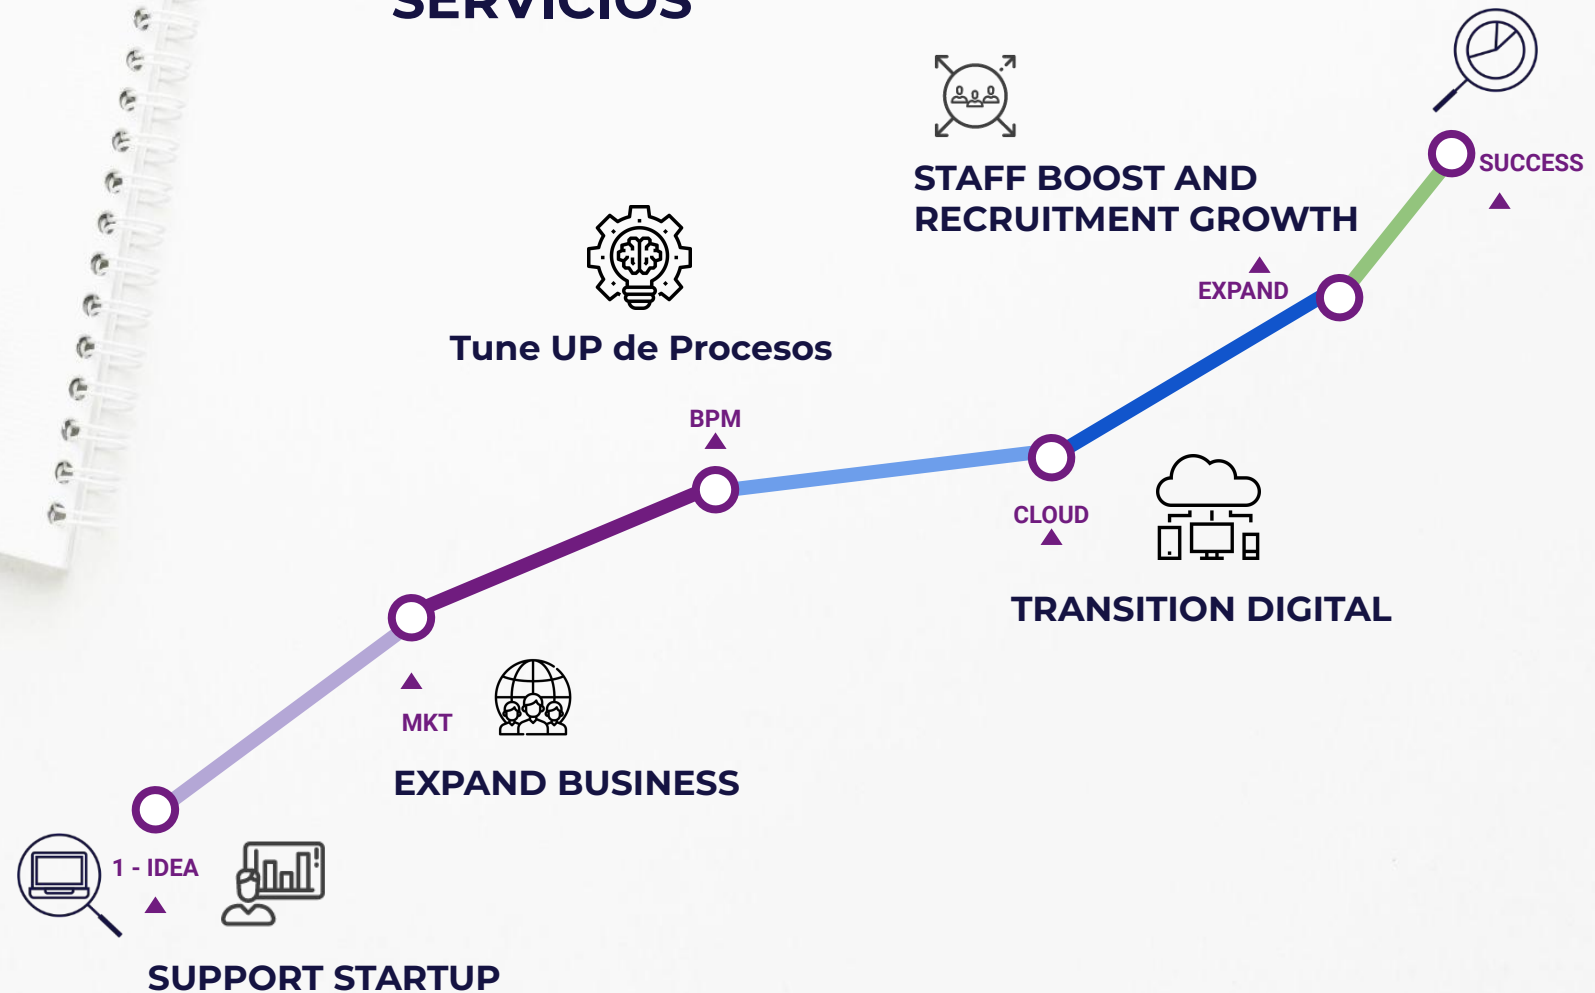 SERVICIOS
STAFF BOOST AND
RECRUITMENT GROWTH
SUCCESS
EXPAND
Tune UP de Procesos
BPM
CLOUD
TRANSITION DIGITAL
MKT
EXPAND BUSINESS
1 - IDEA
SUPPORT STARTUP